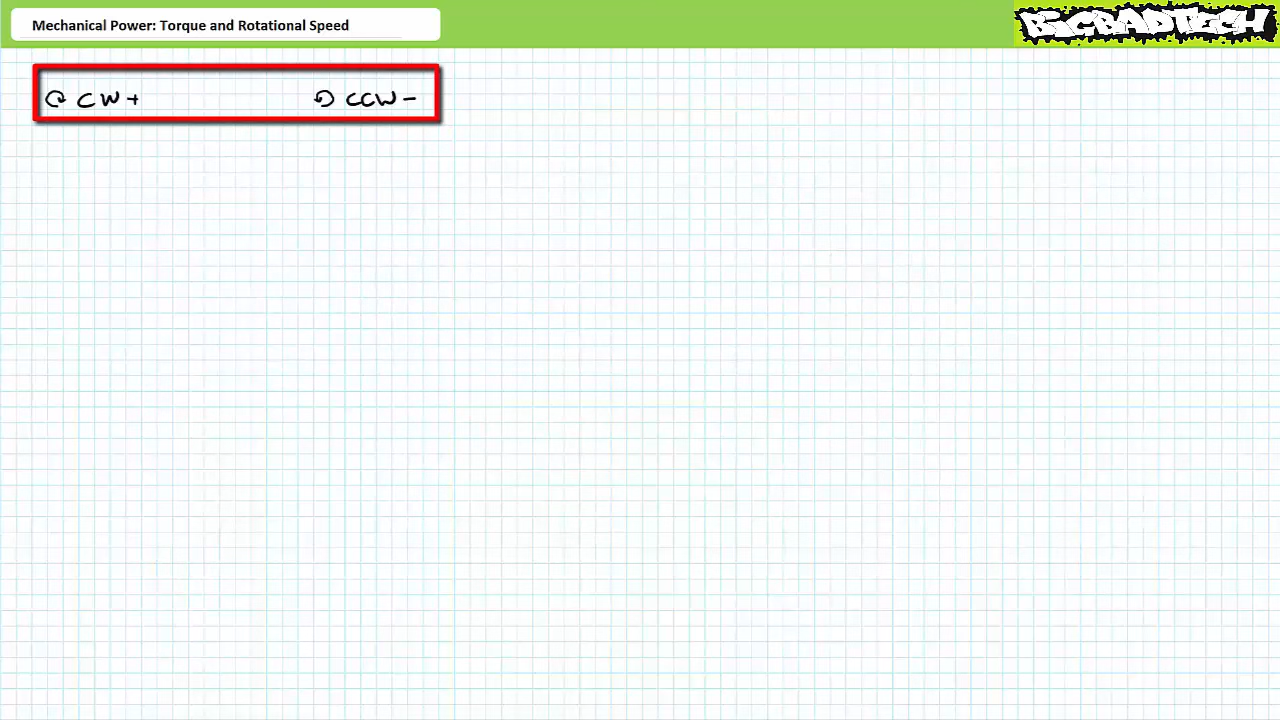 Mechanical Power: Torque and Rotational Speed
BIGBADTECH
CW+ CCW-